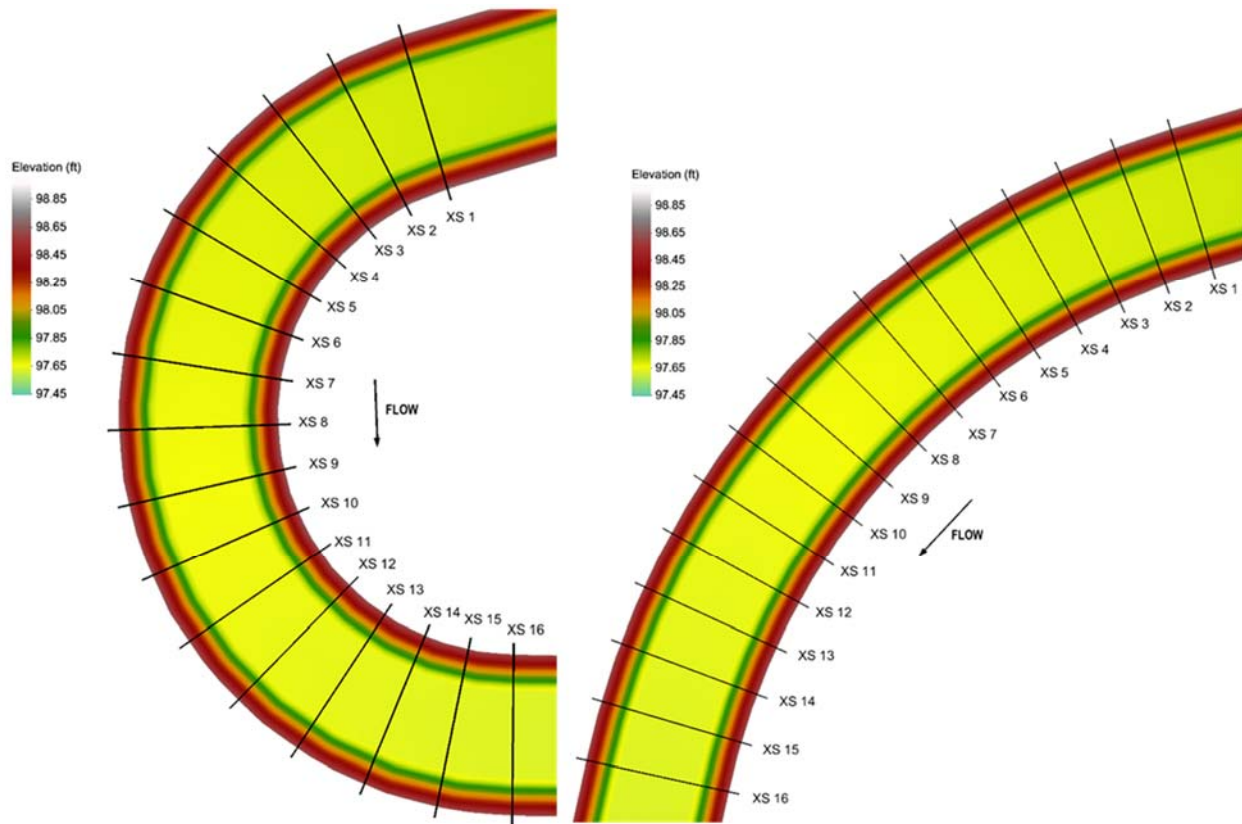 Elevation (ft)
98.85
98.65
98.45
98.25
98.05
97.85
97.65
97.45
XS 1
XS 2
XS 3
XS 4
XS 5
XS 6
XS 7
XS 8
XS 9
XS 10
XS 11
XS 12
XS 13
XS 14
XS 15
XS 16
FLOW
Elevation (ft)
98.85
98.65
98.45
98.25
98.05
97.85
97.65
97.45
XS 1
XS 2
XS 3
XS 4
XS 5
XS 6
XS 7
XS 8
XS 9
XS 10
XS 11
XS 12
XS 13
XS 14
XS 15
XS 16
FLOW